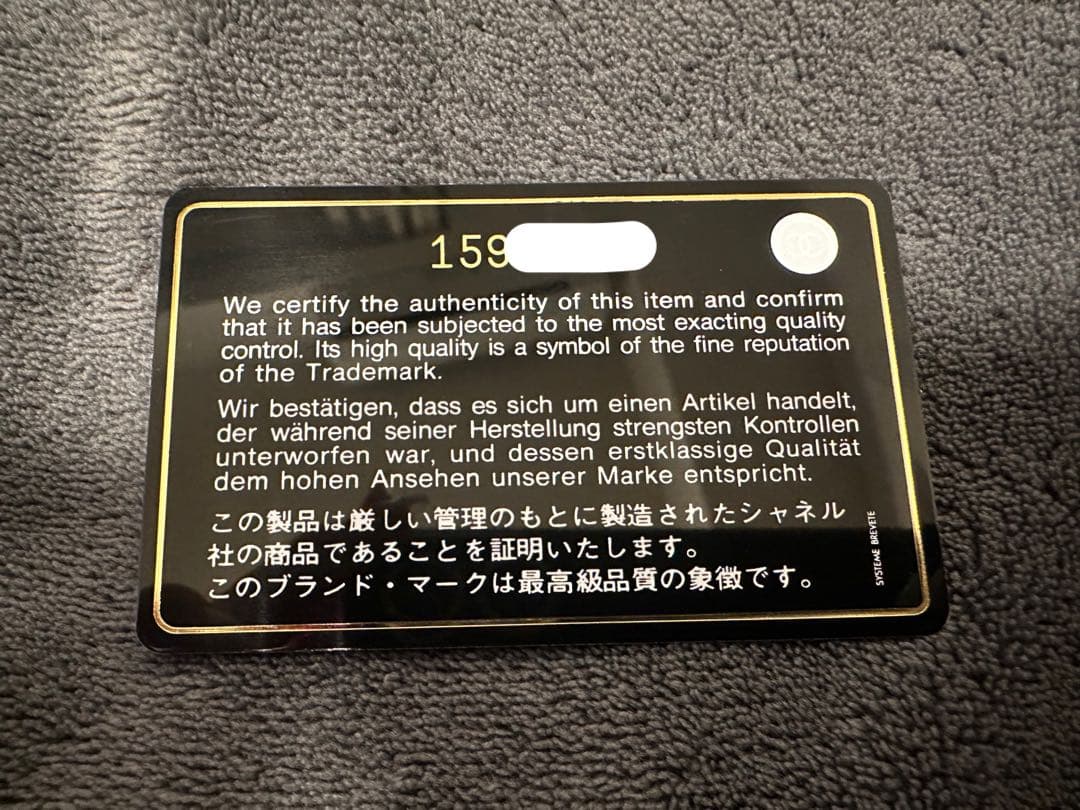 159
We certify the authenticity of this item and confirm
that it has been subjected to the most exacting quality
control. Its high quality is a symbol of the fine reputation
of the Trademark.
Wir bestätigen, dass es sich um einen Artikel handelt,
der während seiner Herstellung strengsten Kontrollen
unterworfen war, und dessen erstklassige Qualität
dem hohen Ansehen unserer Marke entspricht.
この製品は厳しい管理のもとに製造されたシャネル
社の商品であることを証明いたします。
このブランド・マークは最高級品質の象徴です。
SYSTEME BREVETE